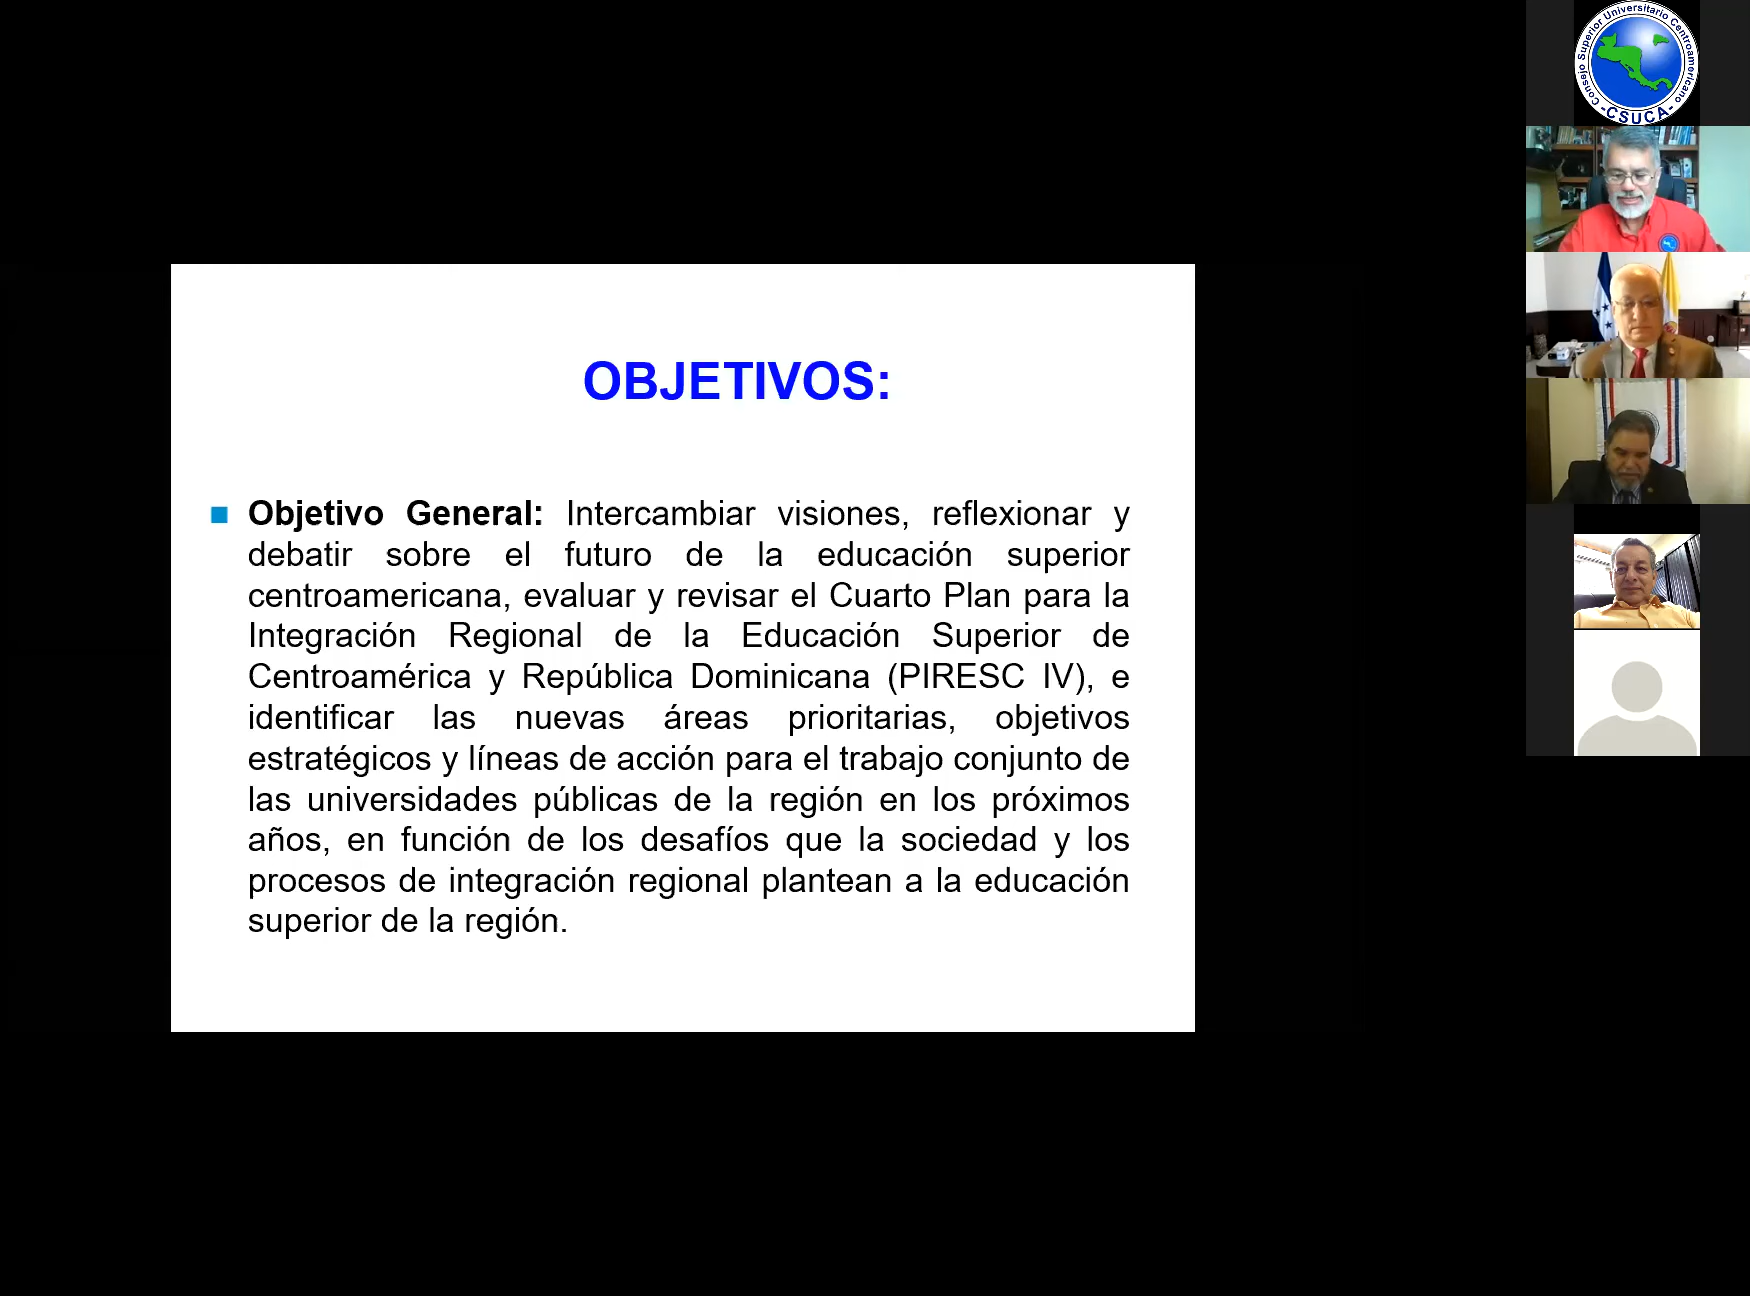 OBJETIVOS:
Objetivo General: Intercambiar visiones, reflexionar y
debatir sobre el futuro de la educación superior
centroamericana, evaluar y revisar el Cuarto Plan para la
Integración Regional de la Educación Superior de
Centroamérica y República Dominicana (PIRESC IV), e
identificar las nuevas áreas prioritarias, objetivos
estratégicos y líneas de acción para el trabajo conjunto de
las universidades públicas de la región en los próximos
años, en función de los desafíos que la sociedad y los
procesos de integración regional plantean a la educación
superior de la región.
Consejo Superior Universitario Centroamericano
-CSUCA-